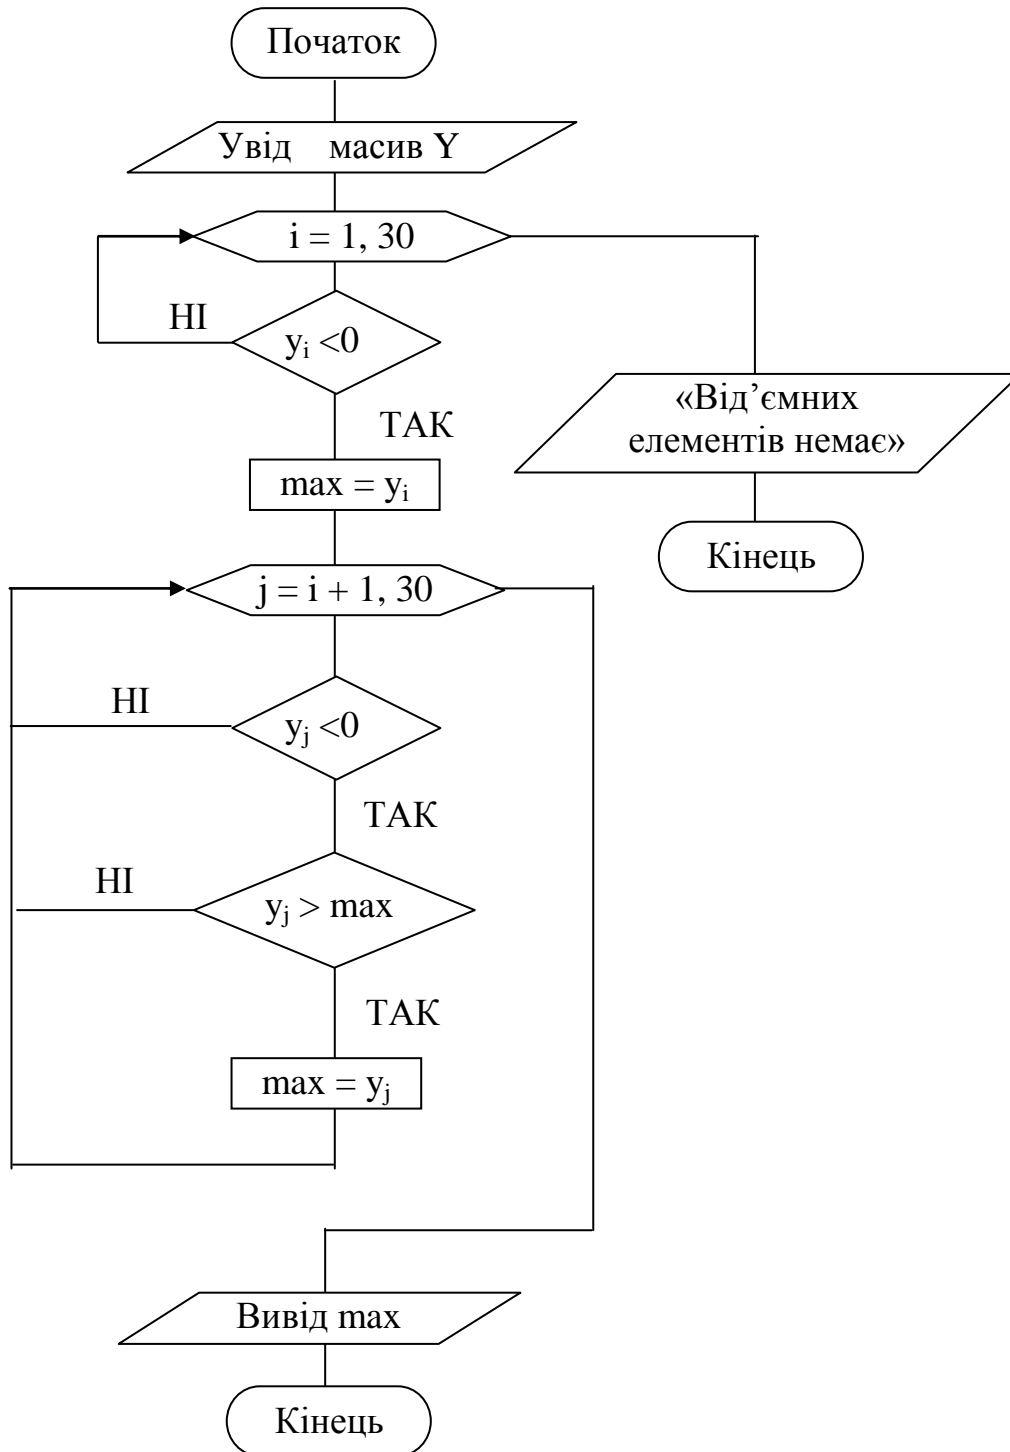 Початок
Увід масив Y
i = 1, 30
НІ
yi <0
ТАК
«Від’ємних
елементів немає»
max = yi
Кінець
j = i + 1, 30
НІ
yj <0
ТАК
НІ
yj > max
ТАК
max = yj
Вивід max
Кінець